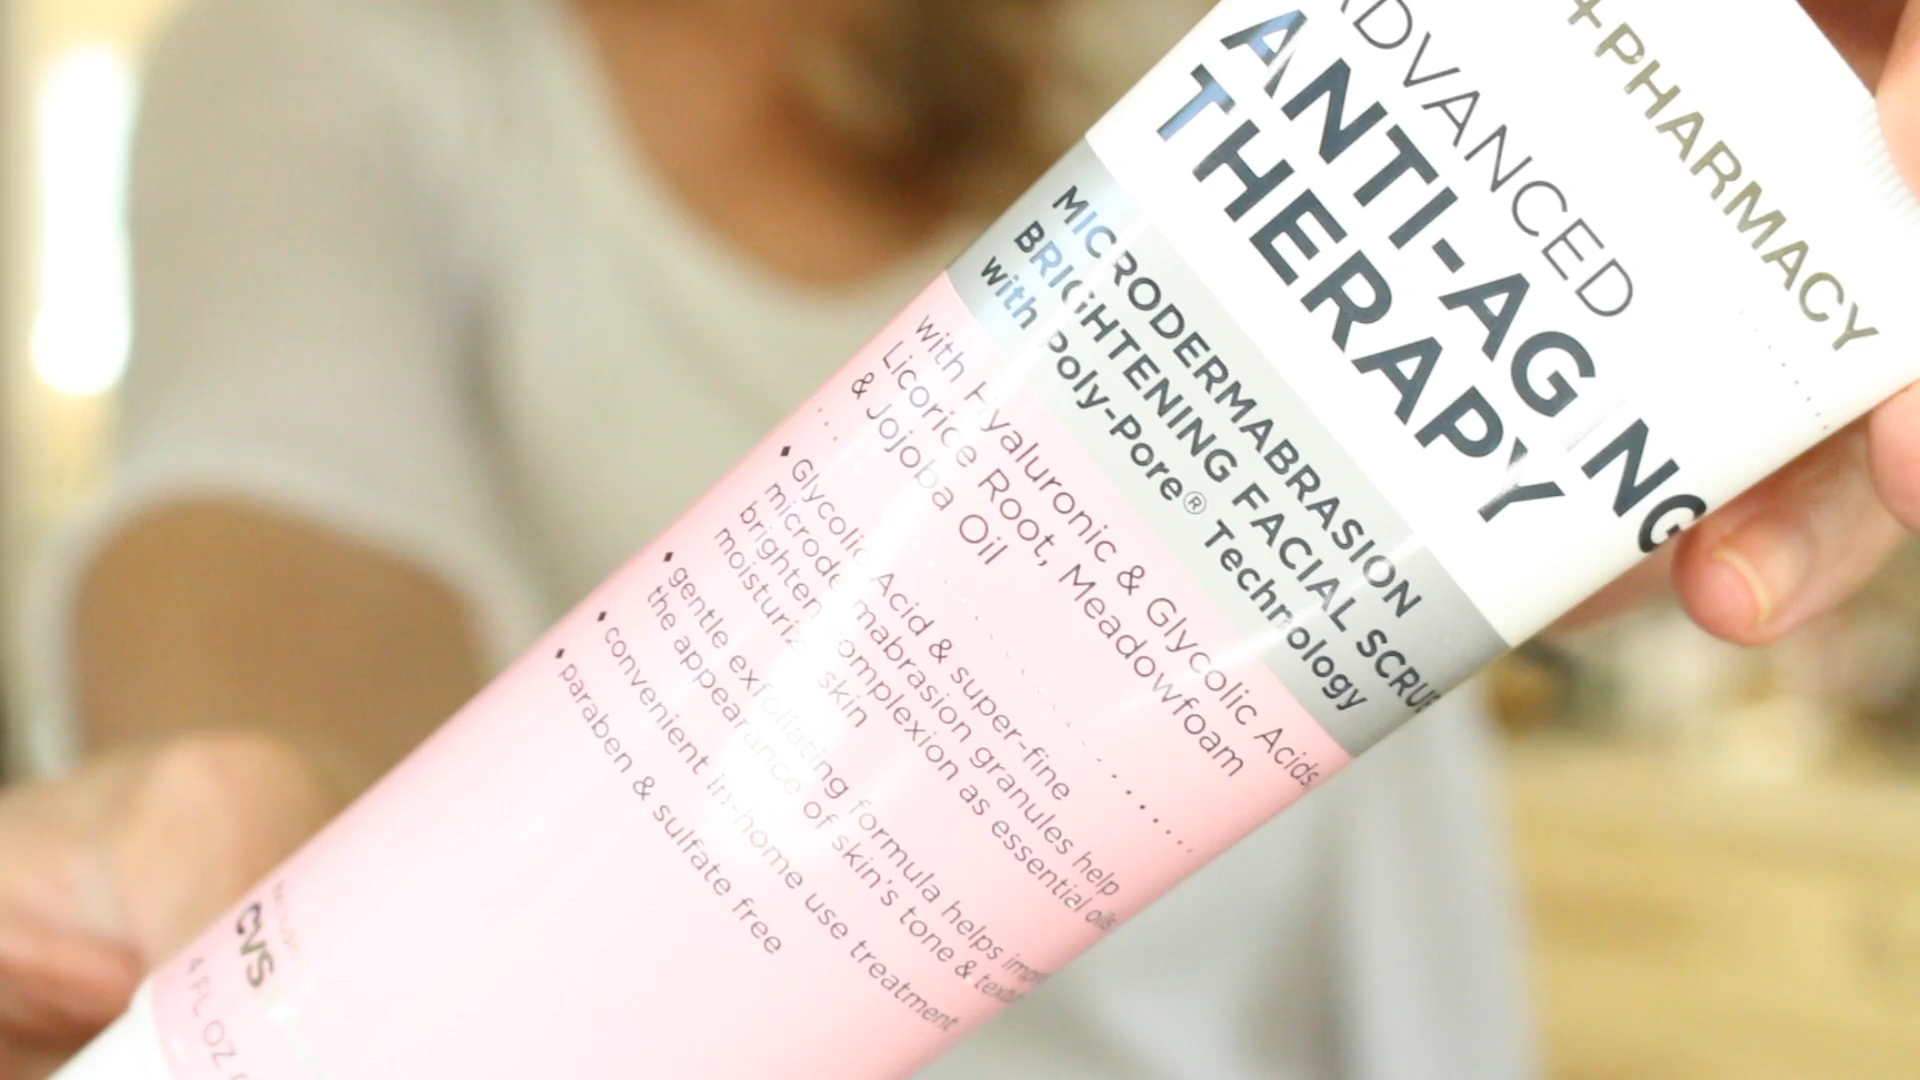 +PHARMACY
ADVANCED
ANTI-AGING
THERAPY
MICRODERMABRASION
BRIGHTENING FACIAL SCRUB
with Poly-Pore® Technology
with Hyaluronic & Glycolic Acids,
Licorice Root, Meadowfoam
& Jojoba Oil
• Glycolic Acid & super-fine
microdermabrasion granules help
brighten complexion as essential oils
moisturize skin
• gentle exfoliating formula helps
the appearance of skin's tone &
• convenient in-home use treatment
• paraben & sulfate free
CVS
4 FL OZ